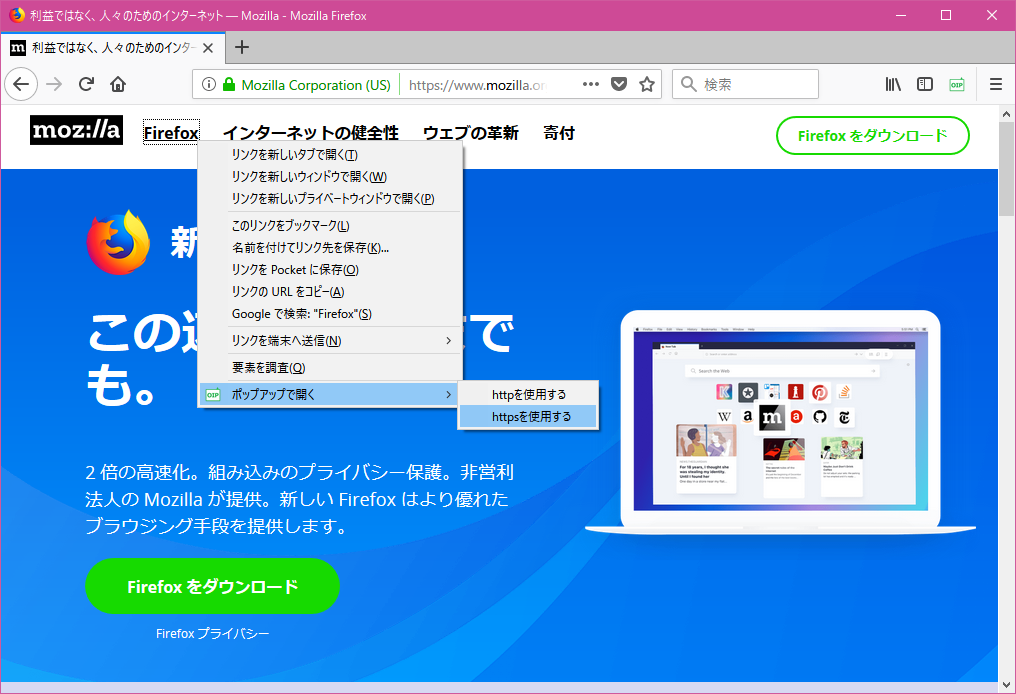 利益ではなく、人々のためのインターネット — Mozilla - Mozilla Firefox
利益ではなく、人々のためのインター
Mozilla Corporation (US)
https://www.mozilla.or
検索
OIP
moz://a
Firefox
インターネットの健全性
ウェブの革新
寄付
Firefox をダウンロード
リンクを新しいタブで開く(T)
リンクを新しいウィンドウで開く(W)
リンクを新しいプライベートウィンドウで開く(P)
このリンクをブックマーク(L)
名前を付けてリンク先を保存(K)...
リンクを Pocket に保存(O)
リンクの URL をコピー(A)
Google で検索: "Firefox"(S)
リンクを端末へ送信(N)
要素を調査(Q)
OIP ポップアップで開く
httpを使用する
httpsを使用する
新
この
で
も。
2 倍の高速化。組み込みのプライバシー保護。非営利
法人の Mozilla が提供。新しい Firefox はより優れた
ブラウジング手段を提供します。
Firefox をダウンロード
Firefox プライバシー
Search the Web
For 18 years, I thought she
was stealing my identity.
Until I found her